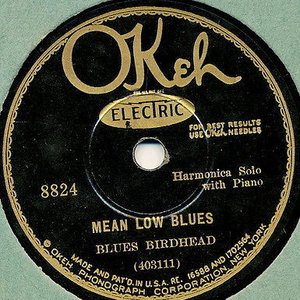 OKeh
ELECTRIC
FOR BEST RESULTS
USE OKeh NEEDLES
8824
Harmonica Solo
with Piano
MEAN LOW BLUES
BLUES BIRDHEAD
(403111)
MADE AND PAT'D. IN U.S.A. RE. 16588 AND 1702564
© OKEH PHONOGRAPH CORPORATION NEW YORK